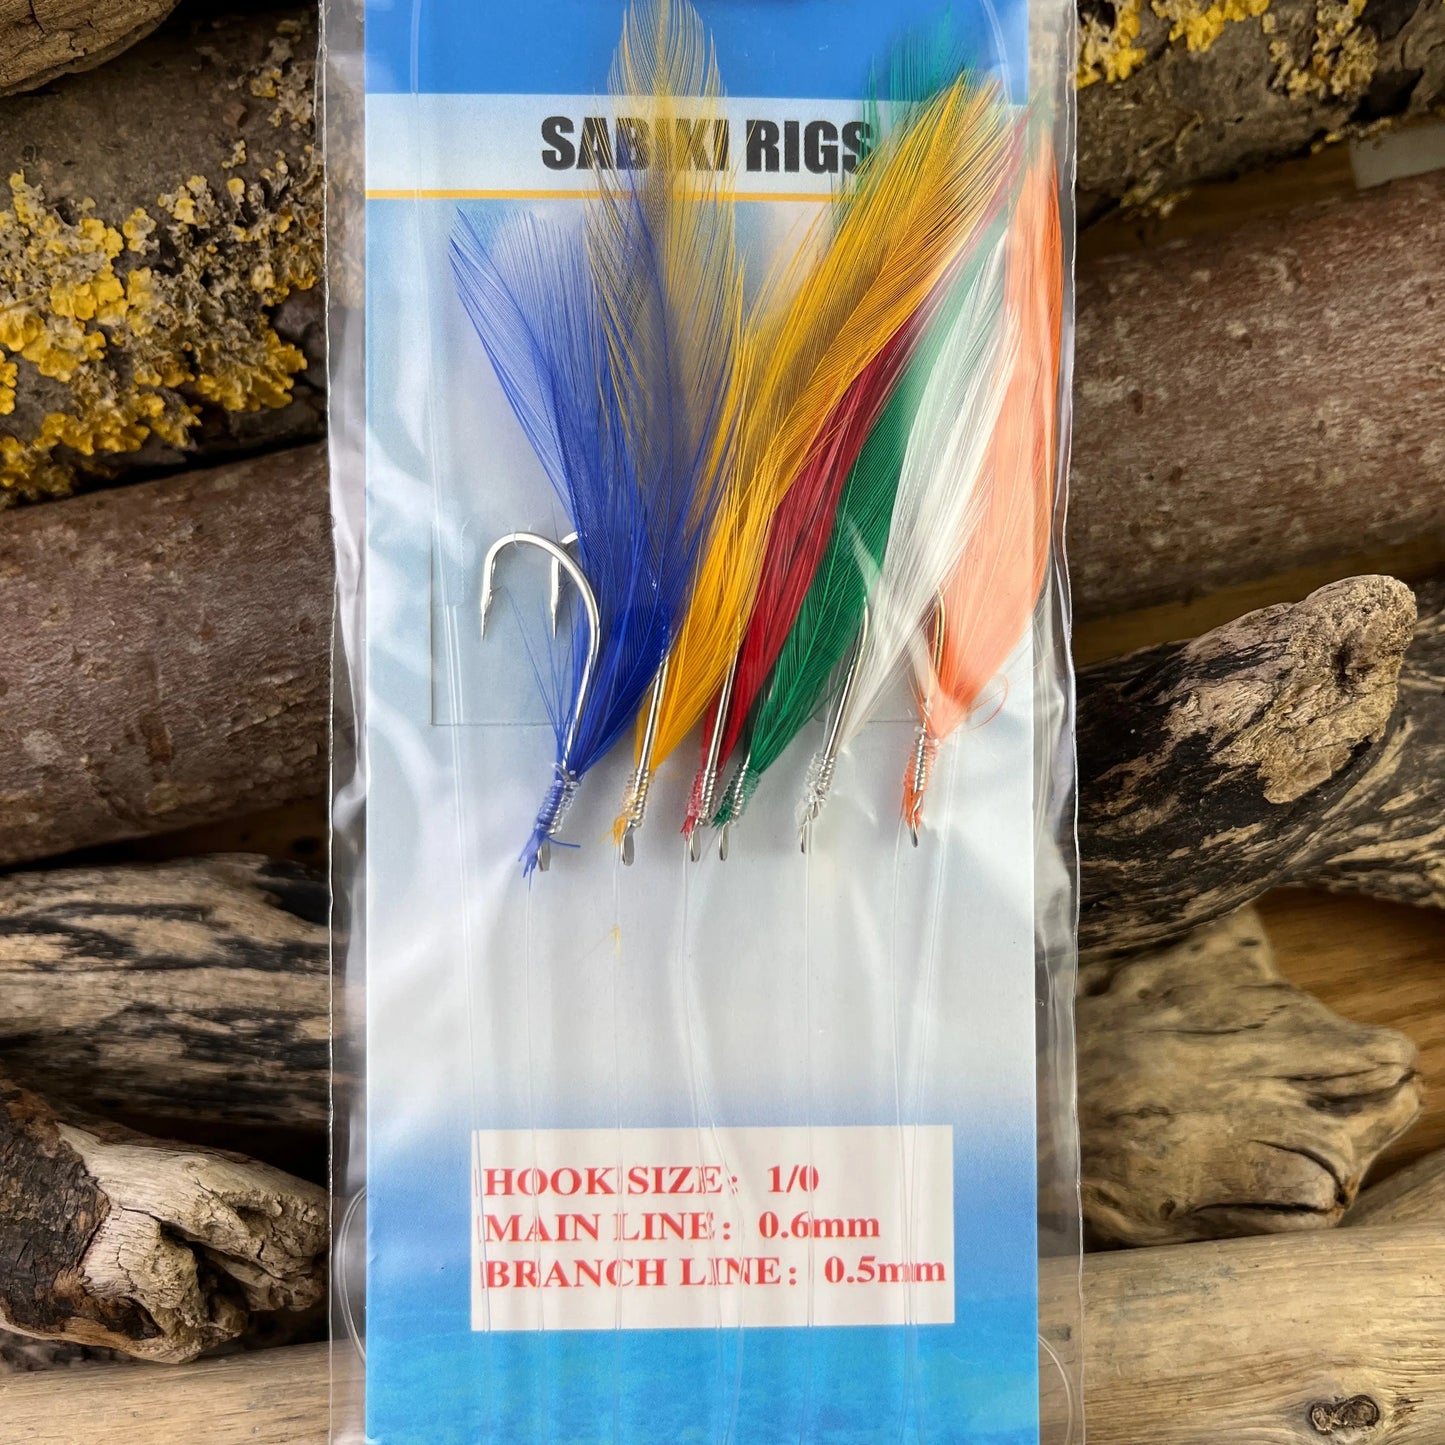 SABIKI RIGS
HOOK SIZE： 1/0
MAIN LINE： 0.6mm
BRANCH LINE： 0.5mm